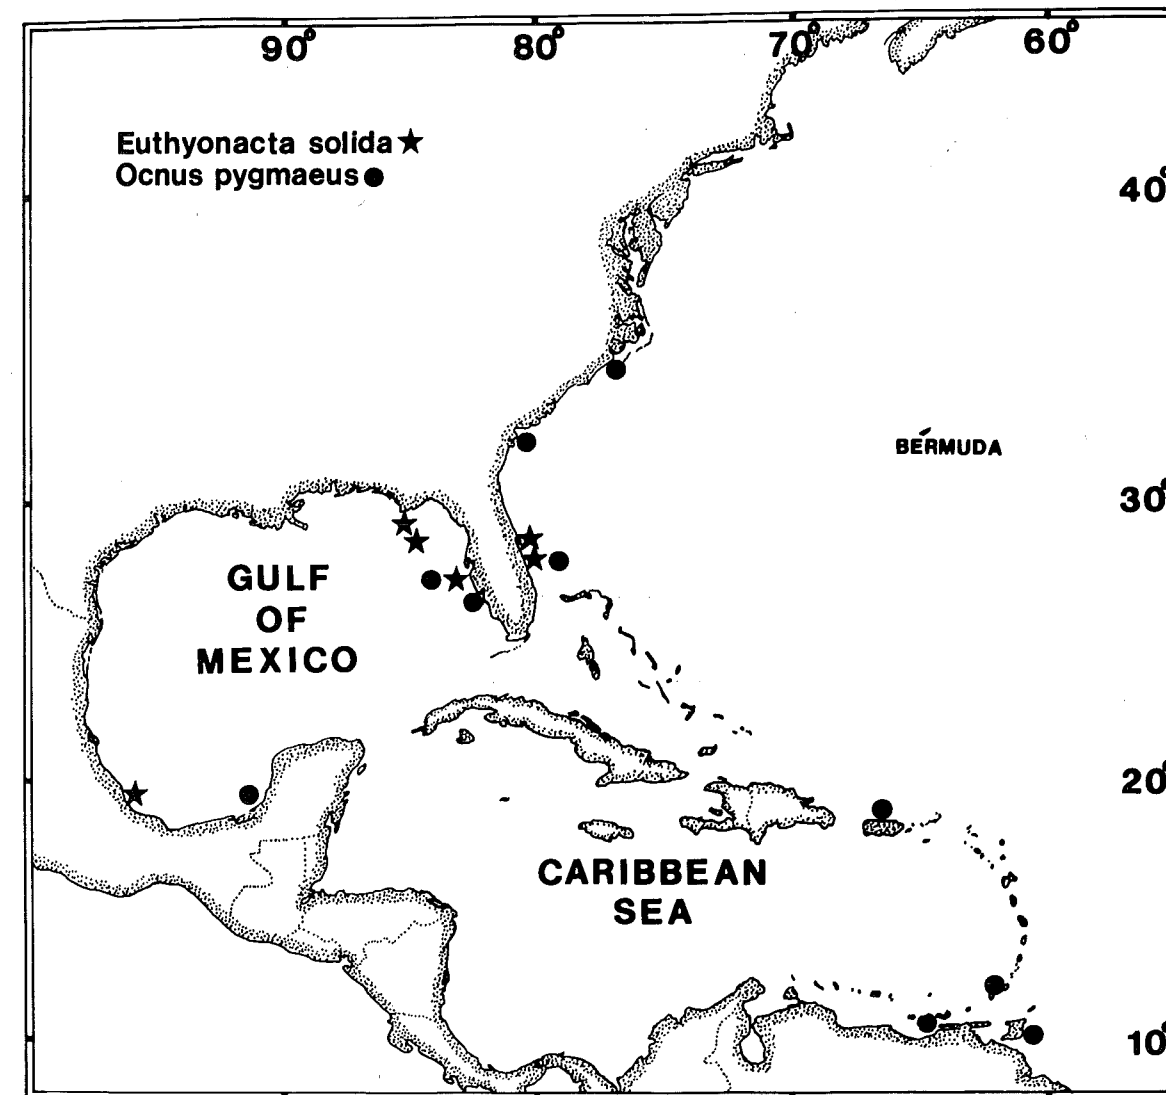 90° 80° 70° 60°
Euthyonacta solida ★
Ocnus pygmaeus ●
40°
BERMUDA
30°
GULF
OF
MEXICO
20°
CARIBBEAN
SEA
10°